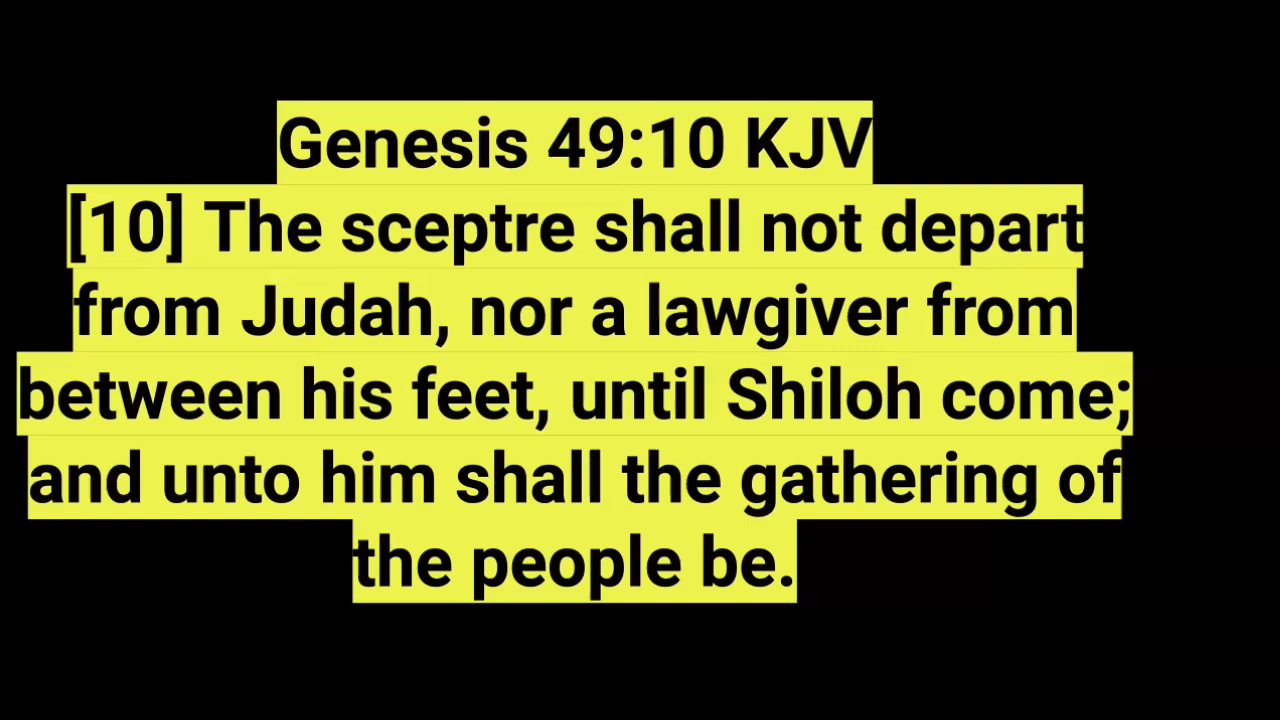 Genesis 49:10 KJV
[10] The sceptre shall not depart
from Judah, nor a lawgiver from
between his feet, until Shiloh come;
and unto him shall the gathering of
the people be.